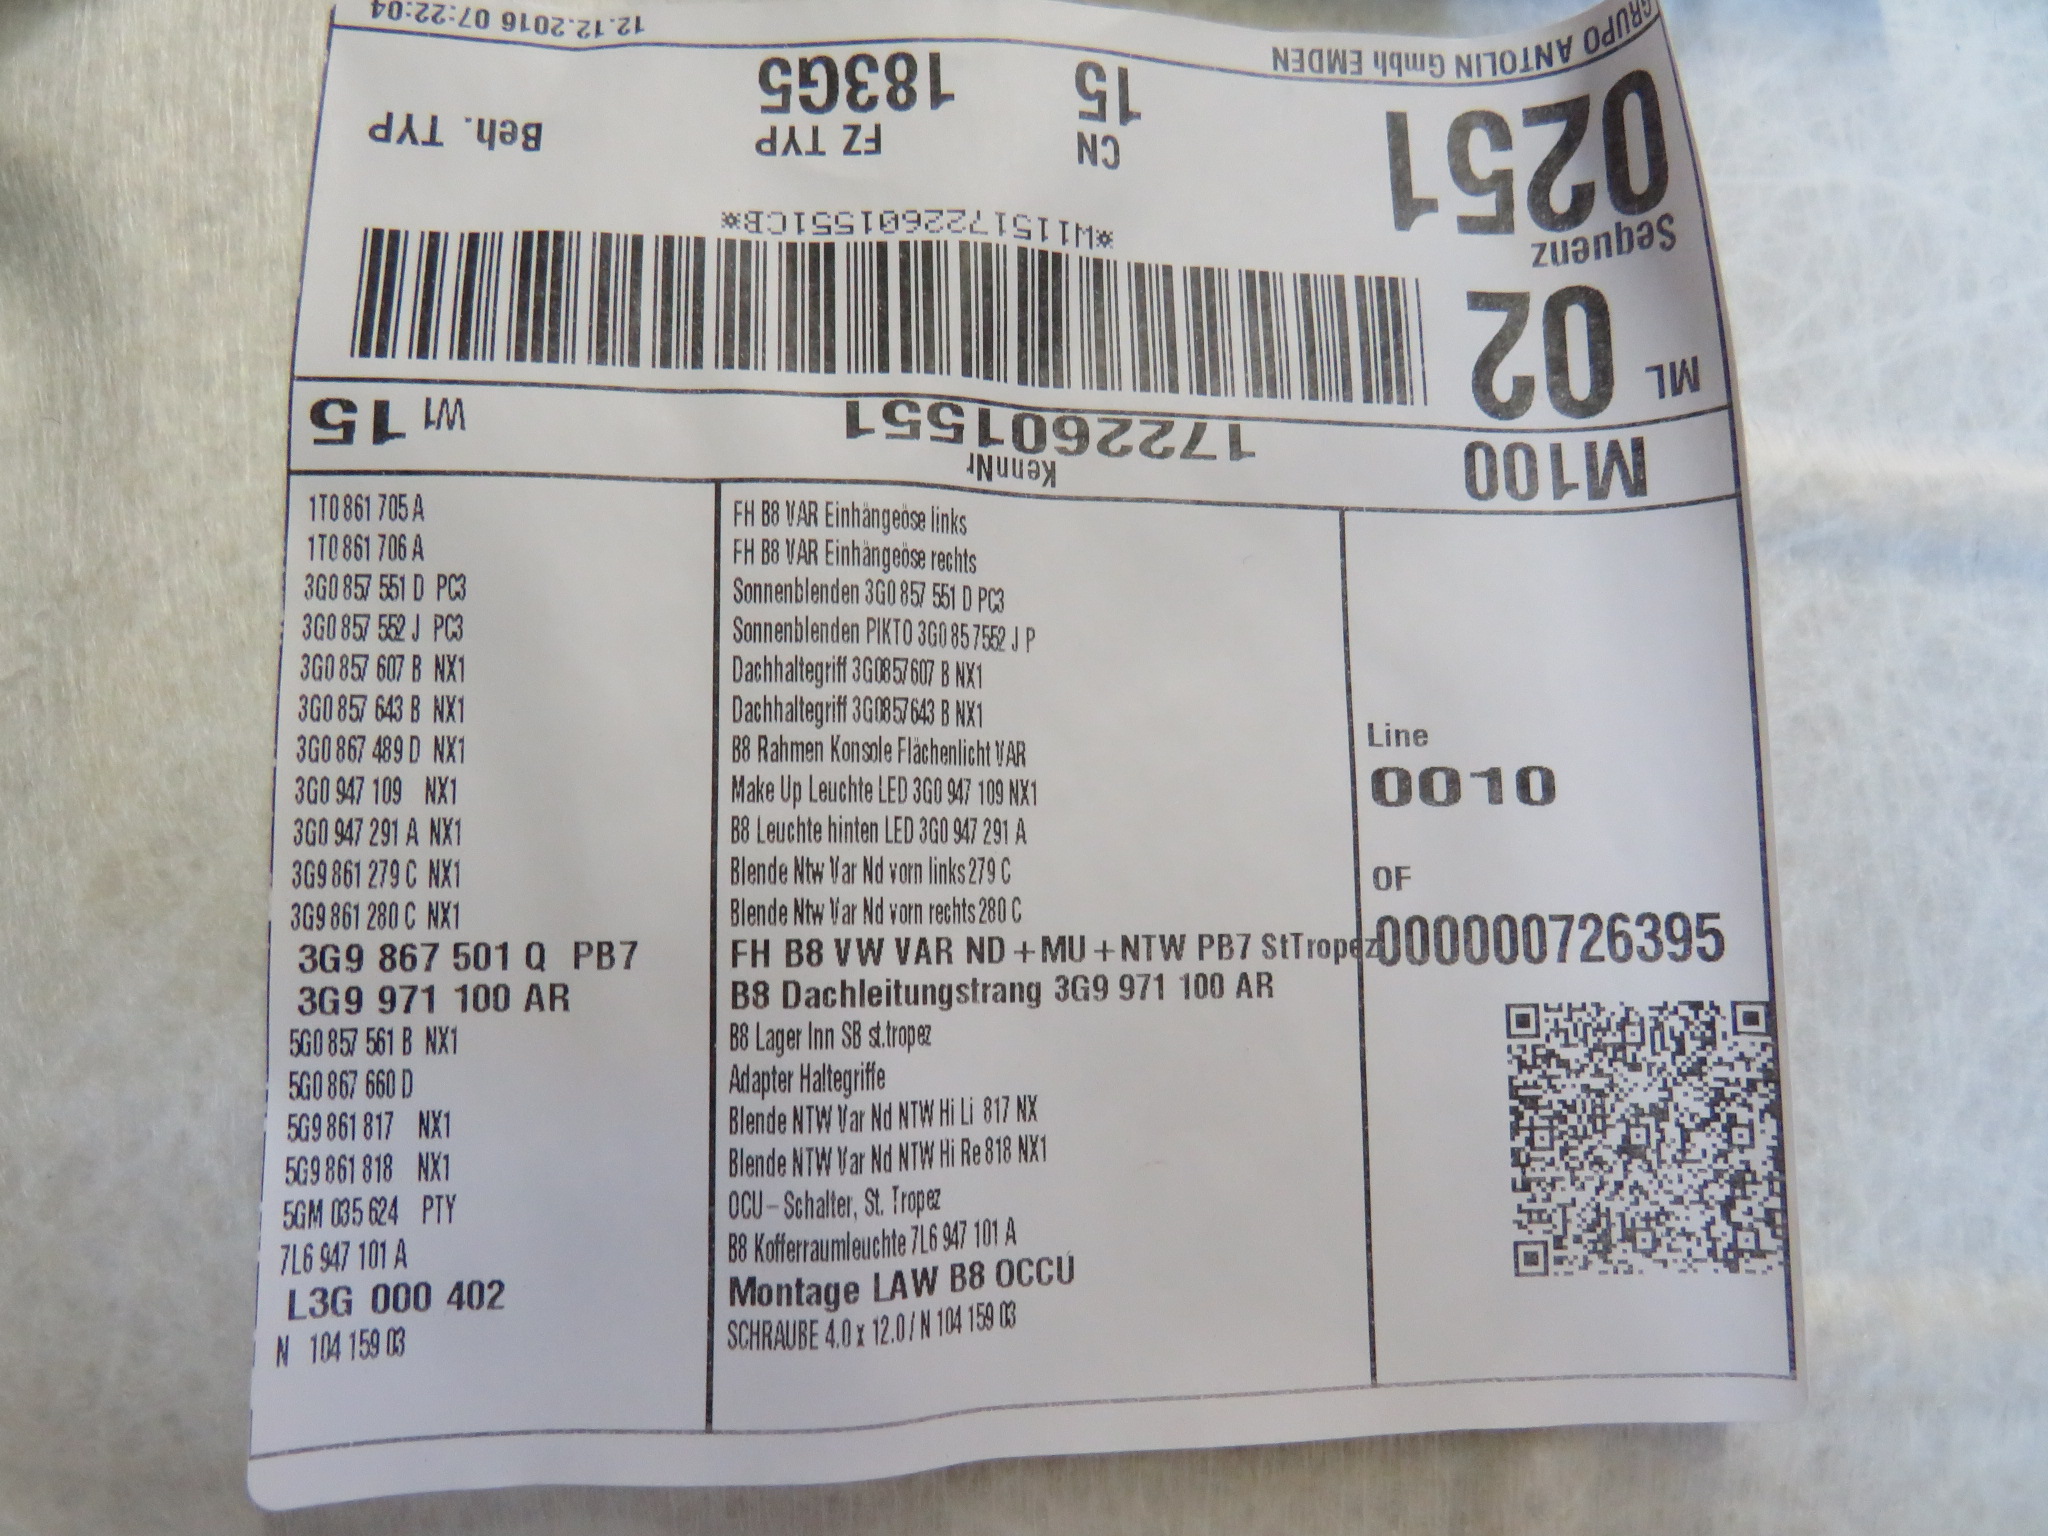 GRUPO ANTOLIN Gmbh EMDEN
12.12.2016 07:22:04
Sequenz
0251
CN
15
FZ TYP
183G5
Beh. TYP
*W1151722601551CB*
ML 02
M100
KennNr
1722601551
W1 15
1T0 861 705 A FH B8 VAR Einhängeöse links
1T0 861 706 A FH B8 VAR Einhängeöse rechts
3G0 857 551 D PC3 Sonnenblenden 3G0 857 551 D PC3
3G0 857 552 J PC3 Sonnenblenden PIKTO 3G0 857552 J P
3G0 857 607 B NX1 Dachhaltegriff 3G0857607 B NX1
3G0 857 643 B NX1 Dachhaltegriff 3G0857643 B NX1
3G0 867 489 D NX1 B8 Rahmen Konsole Flächenlicht VAR
3G0 947 109 NX1 Make Up Leuchte LED 3G0 947 109 NX1
3G0 947 291 A NX1 B8 Leuchte hinten LED 3G0 947 291 A
3G9 861 279 C NX1 Blende Ntw Var Nd vorn links 279 C
3G9 861 280 C NX1 Blende Ntw Var Nd vorn rechts 280 C
3G9 867 501 Q PB7 FH B8 VW VAR ND +MU +NTW PB7 StTropez
3G9 971 100 AR B8 Dachleitungstrang 3G9 971 100 AR
5G0 857 561 B NX1 B8 Lager Inn SB st.tropez
5G0 867 660 D Adapter Haltegriffe
5G9 861 817 NX1 Blende NTW Var Nd NTW Hi Li 817 NX
5G9 861 818 NX1 Blende NTW Var Nd NTW Hi Re 818 NX1
5GM 035 624 PTY OCU-Schalter, St. Tropez
7L6 947 101 A B8 Kofferraumleuchte 7L6 947 101 A
L3G 000 402 Montage LAW B8 OCCU
N 104 159 03 SCHRAUBE 4.0 x 12.0 / N 104 159 03
Line
0010
OF
000000726395